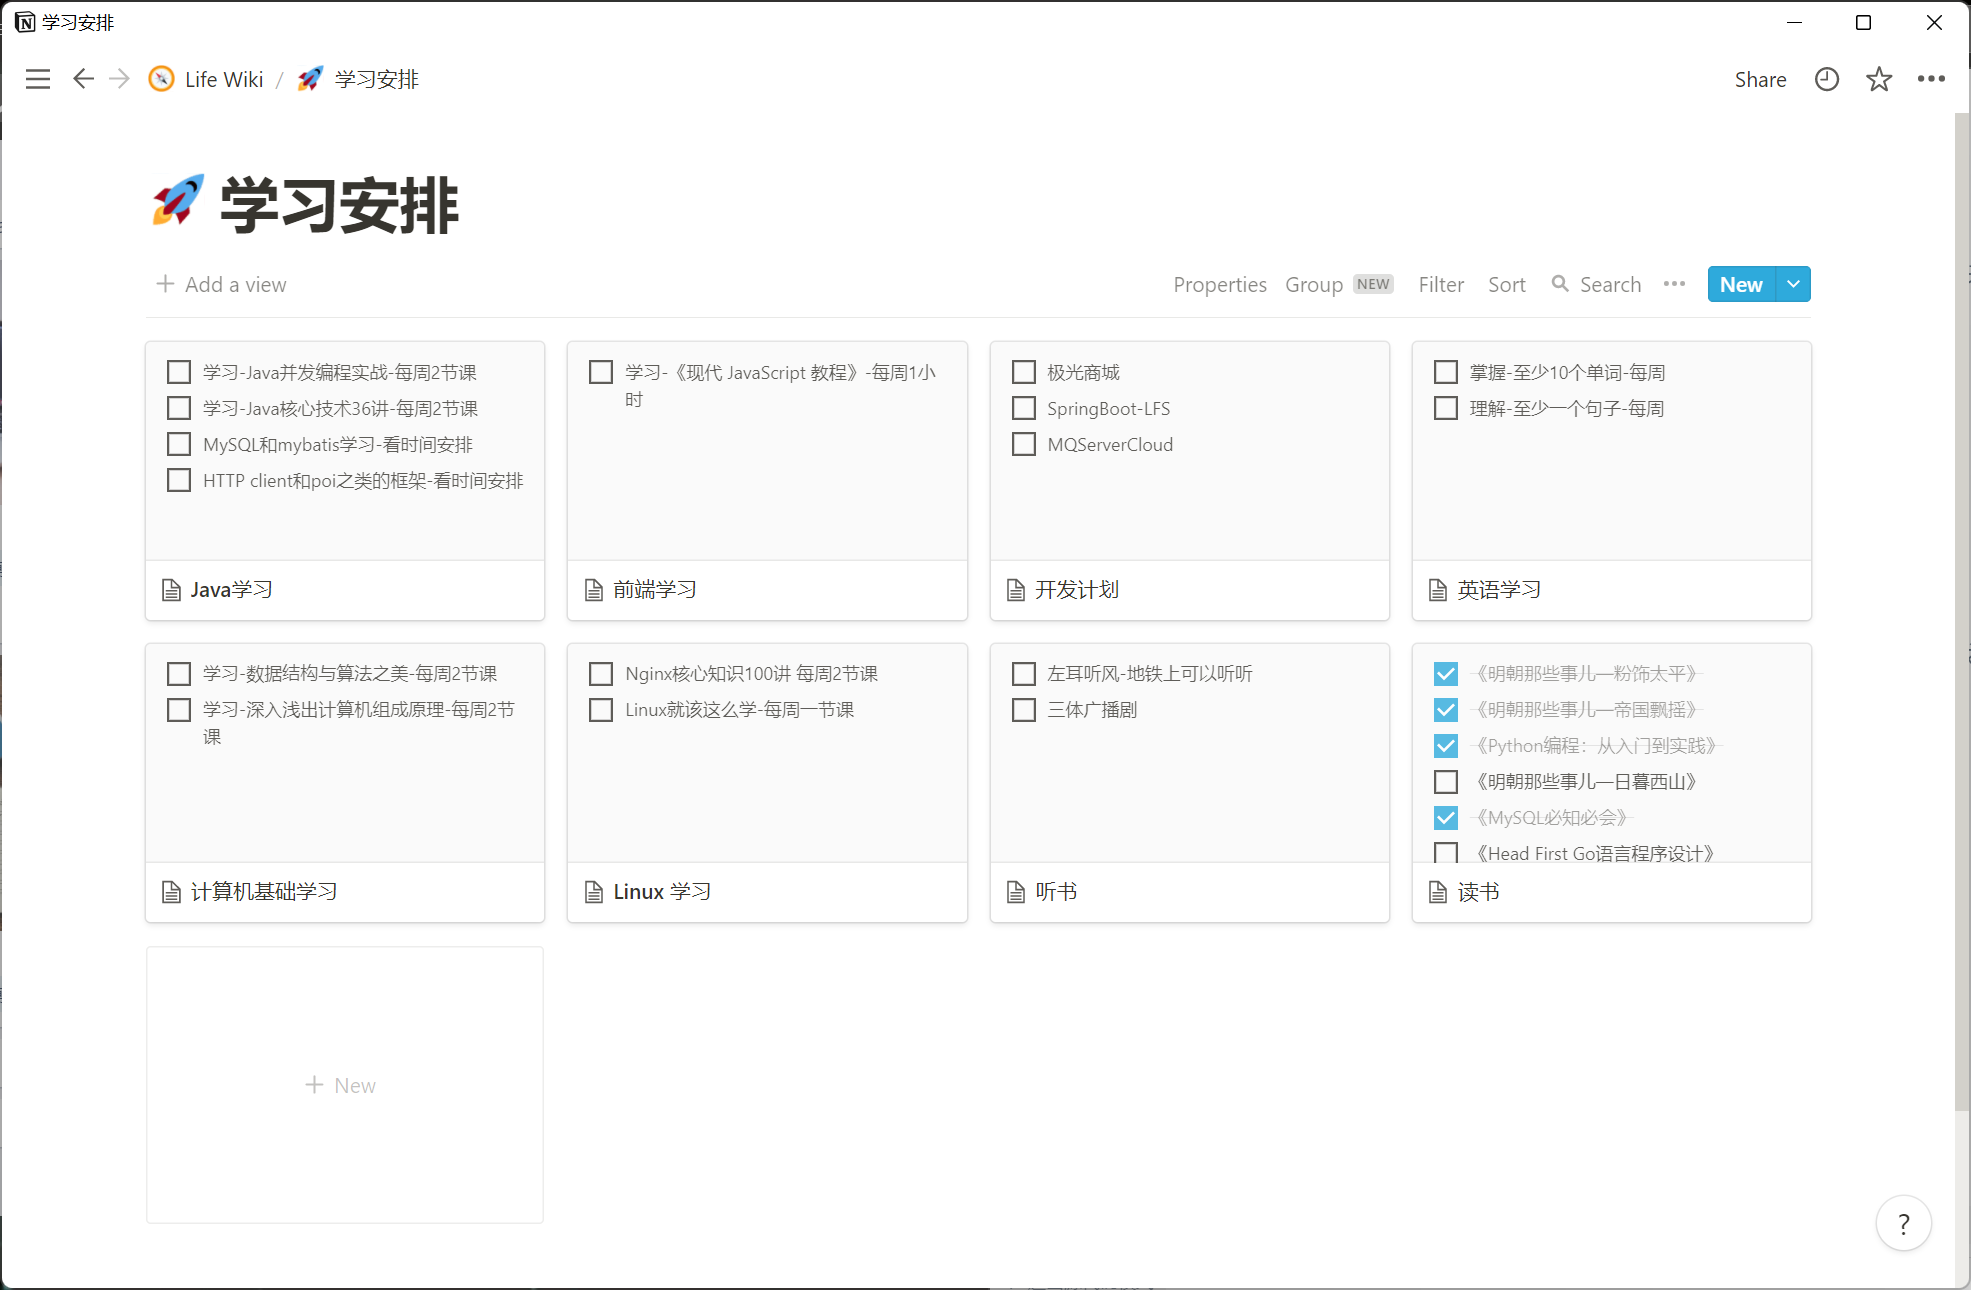 学习安排
Life Wiki / 学习安排
Share
学习安排
Add a view
Properties Group NEW Filter Sort Search New
学习-Java并发编程实战-每周2节课
学习-Java核心技术36讲-每周2节课
MySQL和mybatis学习-看时间安排
HTTP client和poi之类的框架-看时间安排
Java学习
学习-《现代 JavaScript 教程》-每周1小
时
前端学习
极光商城
SpringBoot-LFS
MQServerCloud
开发计划
掌握-至少10个单词-每周
理解-至少一个句子-每周
英语学习
学习-数据结构与算法之美-每周2节课
学习-深入浅出计算机组成原理-每周2节
课
计算机基础学习
Nginx核心知识100讲 每周2节课
Linux就该这么学-每周一节课
Linux 学习
左耳听风-地铁上可以听听
三体广播剧
听书
《明朝那些事儿—粉饰太平》
《明朝那些事儿—帝国飘摇》
《Python编程：从入门到实践》
《明朝那些事儿—日暮西山》
《MySQL必知必会》
《Head First Go语言程序设计》
读书
New
?